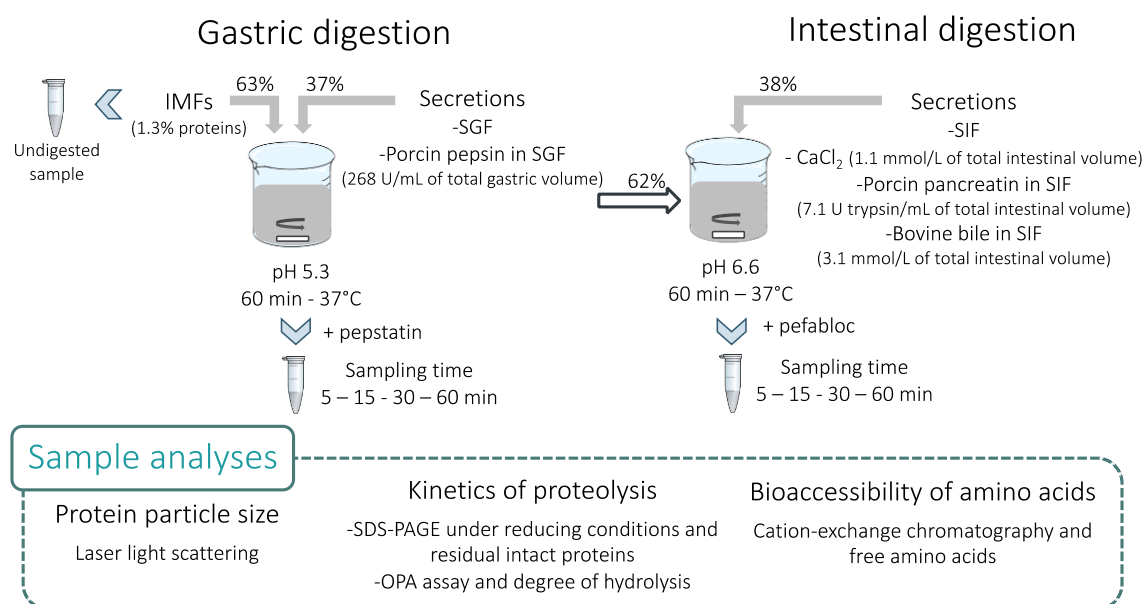 Gastric digestion
63%
37%
IMFs
(1.3% proteins)
Undigested
sample
Secretions
-SGF
-Porcin pepsin in SGF
(268 U/mL of total gastric volume)
pH 5.3
60 min - 37°C
+ pepstatin
Sampling time
5 – 15 - 30 – 60 min
62%
Intestinal digestion
38%
Secretions
-SIF
- CaCl2 (1.1 mmol/L of total intestinal volume)
-Porcin pancreatin in SIF
(7.1 U trypsin/mL of total intestinal volume)
-Bovine bile in SIF
(3.1 mmol/L of total intestinal volume)
pH 6.6
60 min – 37°C
+ pefabloc
Sampling time
5 – 15 - 30 – 60 min
Sample analyses
Protein particle size
Laser light scattering
Kinetics of proteolysis
-SDS-PAGE under reducing conditions and
residual intact proteins
-OPA assay and degree of hydrolysis
Bioaccessibility of amino acids
Cation-exchange chromatography and
free amino acids